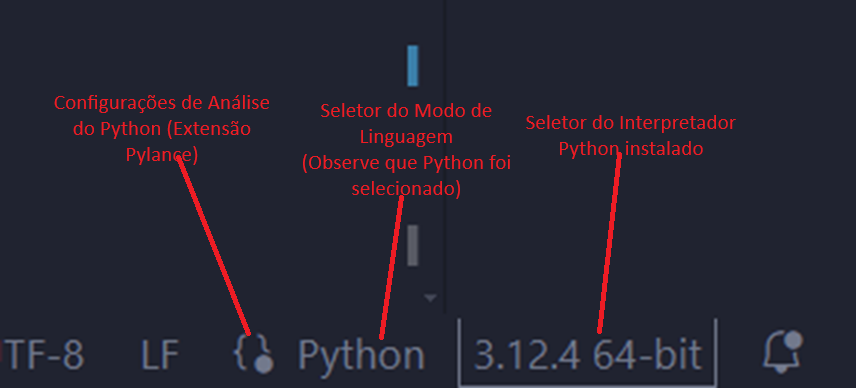 Configurações de Análise
do Python (Extensão
Pylance)
Seletor do Modo de
Linguagem
(Observe que Python foi
selecionado)
Seletor do Interpretador
Python instalado
TF-8 LF {} Python 3.12.4 64-bit